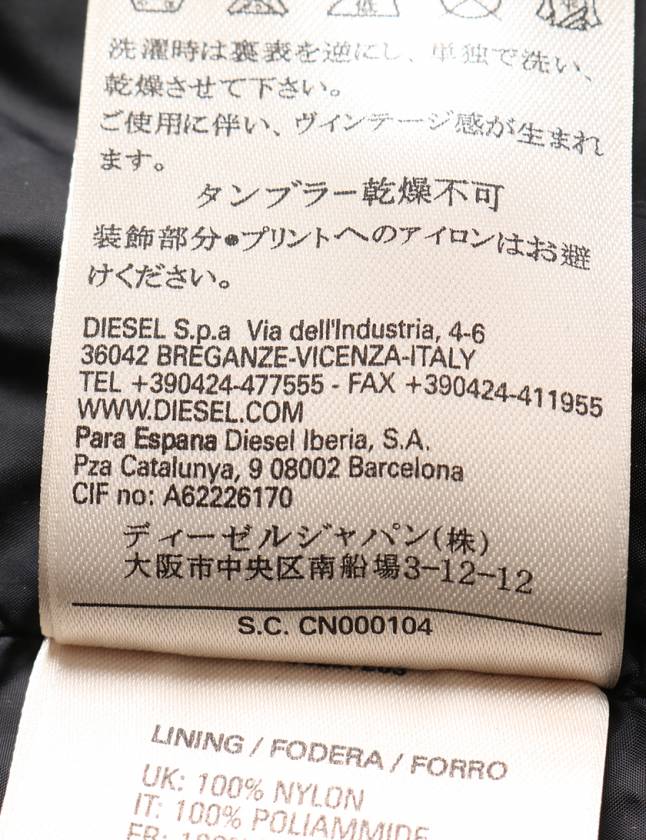 洗濯時は裏表を逆にし、単独で洗い、
乾燥させて下さい。
ご使用に伴い、ヴィンテージ感が生まれ
ます。
タンブラー乾燥不可
装飾部分●プリントへのアイロンはお避
けください。
DIESEL S.p.a Via dell'Industria, 4-6
36042 BREGANZE-VICENZA-ITALY
TEL +390424-477555 - FAX +390424-411955
WWW.DIESEL.COM
Para Espana Diesel Iberia, S.A.
Pza Catalunya, 9 08002 Barcelona
CIF no: A62226170
ディーゼルジャパン(株)
大阪市中央区南船場3-12-12
S.C. CN000104
LINING / FODERA / FORRO
UK: 100% NYLON
IT: 100% POLIAMMIDE
FR: 100%